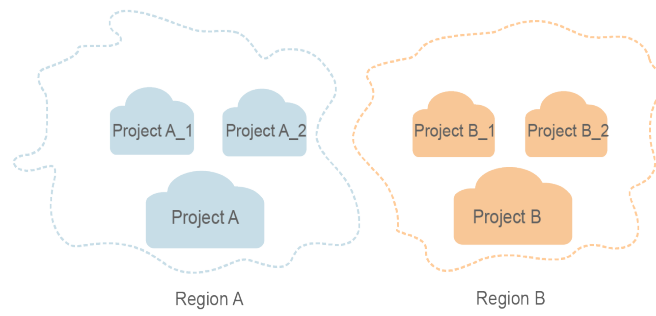 Project A_1
Project A_2
Project B_1
Project B_2
Project A
Project B
Region A
Region B